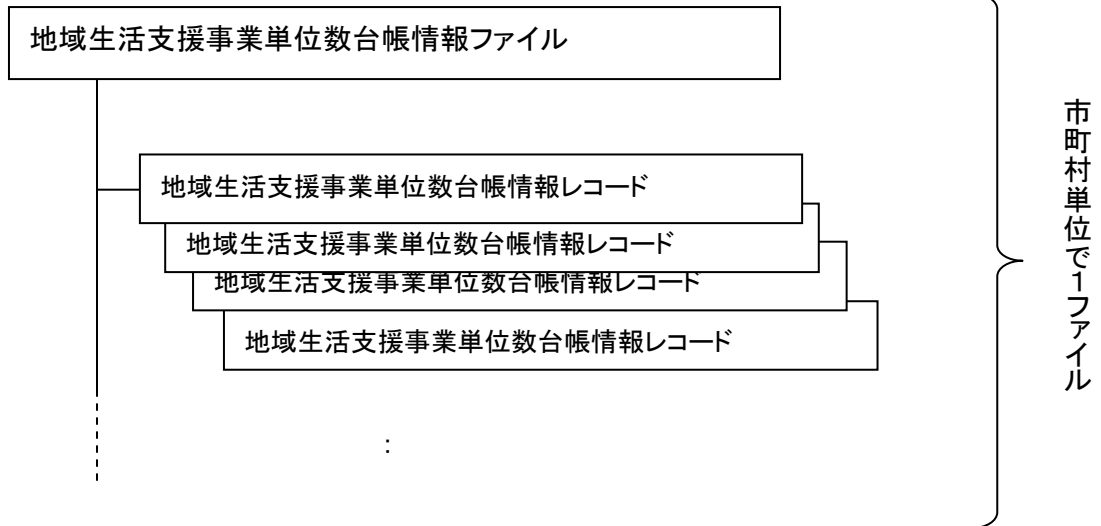 地域生活支援事業単位数台帳情報ファイル
地域生活支援事業単位数台帳情報レコード
地域生活支援事業単位数台帳情報レコード
地域生活支援事業単位数台帳情報レコード
地域生活支援事業単位数台帳情報レコード
:
市町村単位で1ファイル